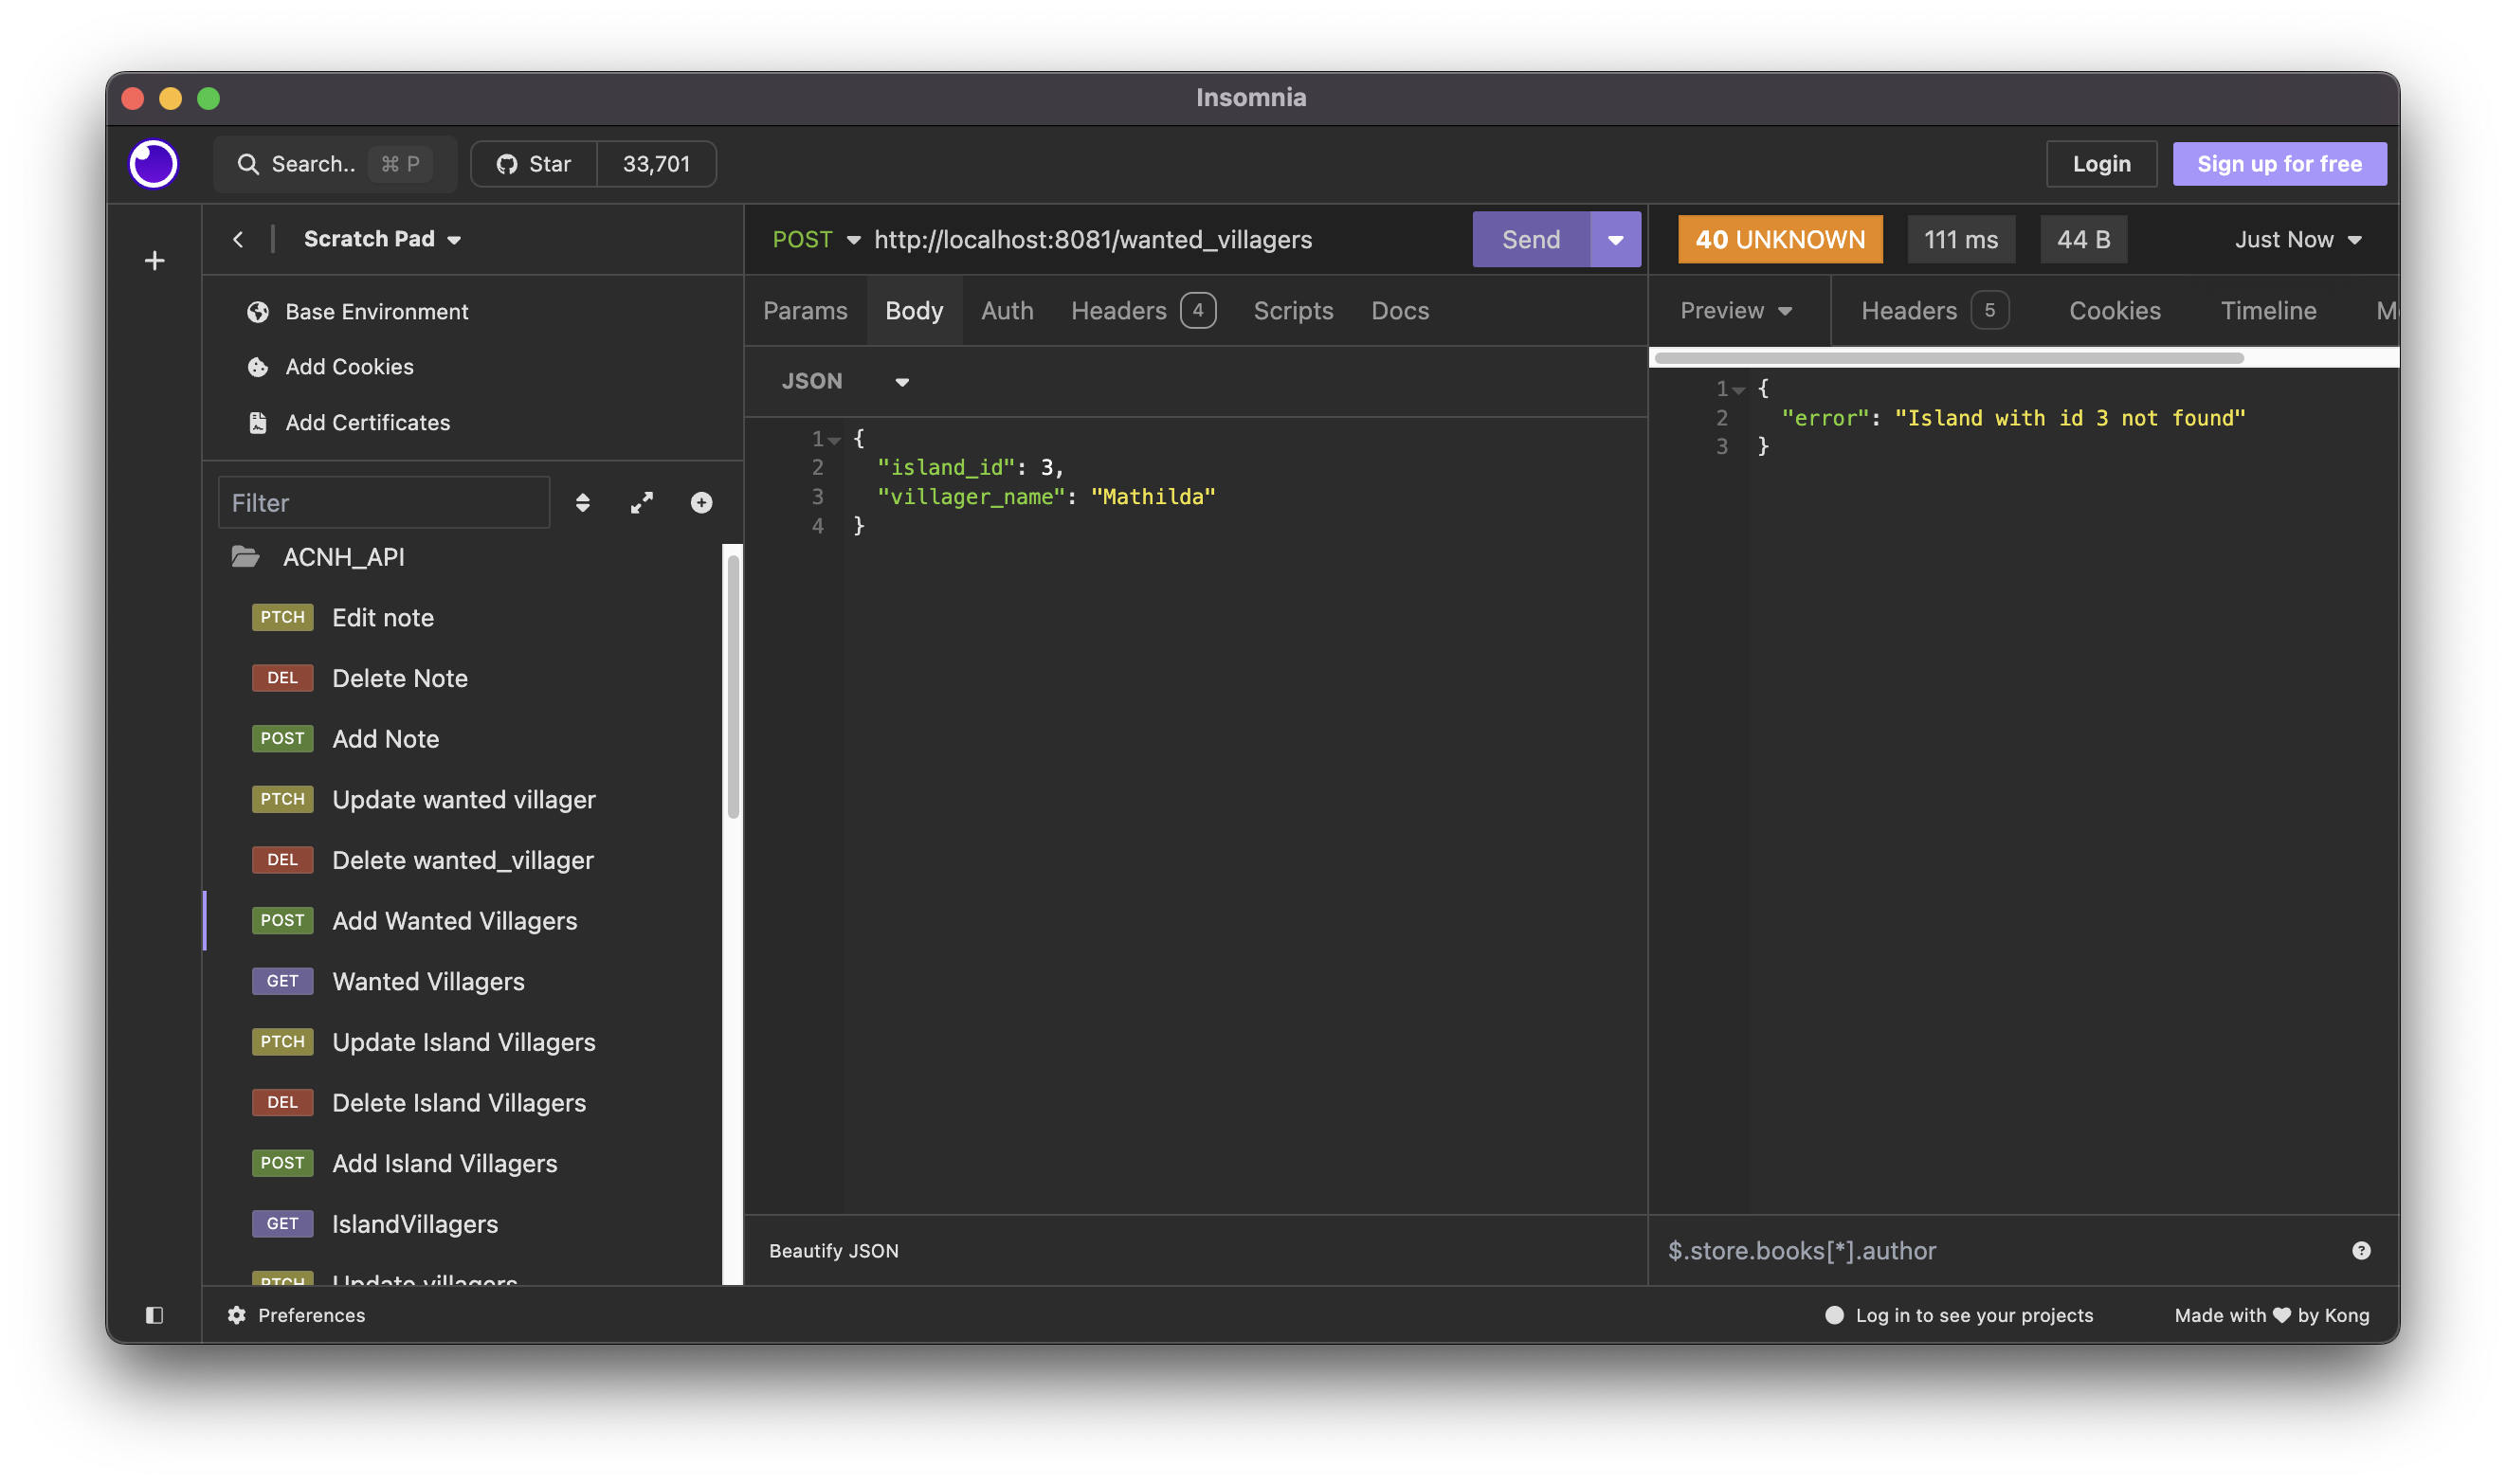 Insomnia
Search.. ⌘ P
Star 33,701
Login
Sign up for free
Scratch Pad
Base Environment
Add Cookies
Add Certificates
Filter
ACNH_API
PTCH Edit note
DEL Delete Note
POST Add Note
PTCH Update wanted villager
DEL Delete wanted_villager
POST Add Wanted Villagers
GET Wanted Villagers
PTCH Update Island Villagers
DEL Delete Island Villagers
POST Add Island Villagers
GET IslandVillagers
PTCH Update villagers
POST http://localhost:8081/wanted_villagers Send
Params Body Auth Headers 4 Scripts Docs
JSON
1 {
2 "island_id": 3,
3 "villager_name": "Mathilda"
4 }
Beautify JSON
40 UNKNOWN 111 ms 44 B Just Now
Preview Headers 5 Cookies Timeline
1 {
2 "error": "Island with id 3 not found"
3 }
$.store.books[*].author
Preferences
Log in to see your projects
Made with ❤ by Kong